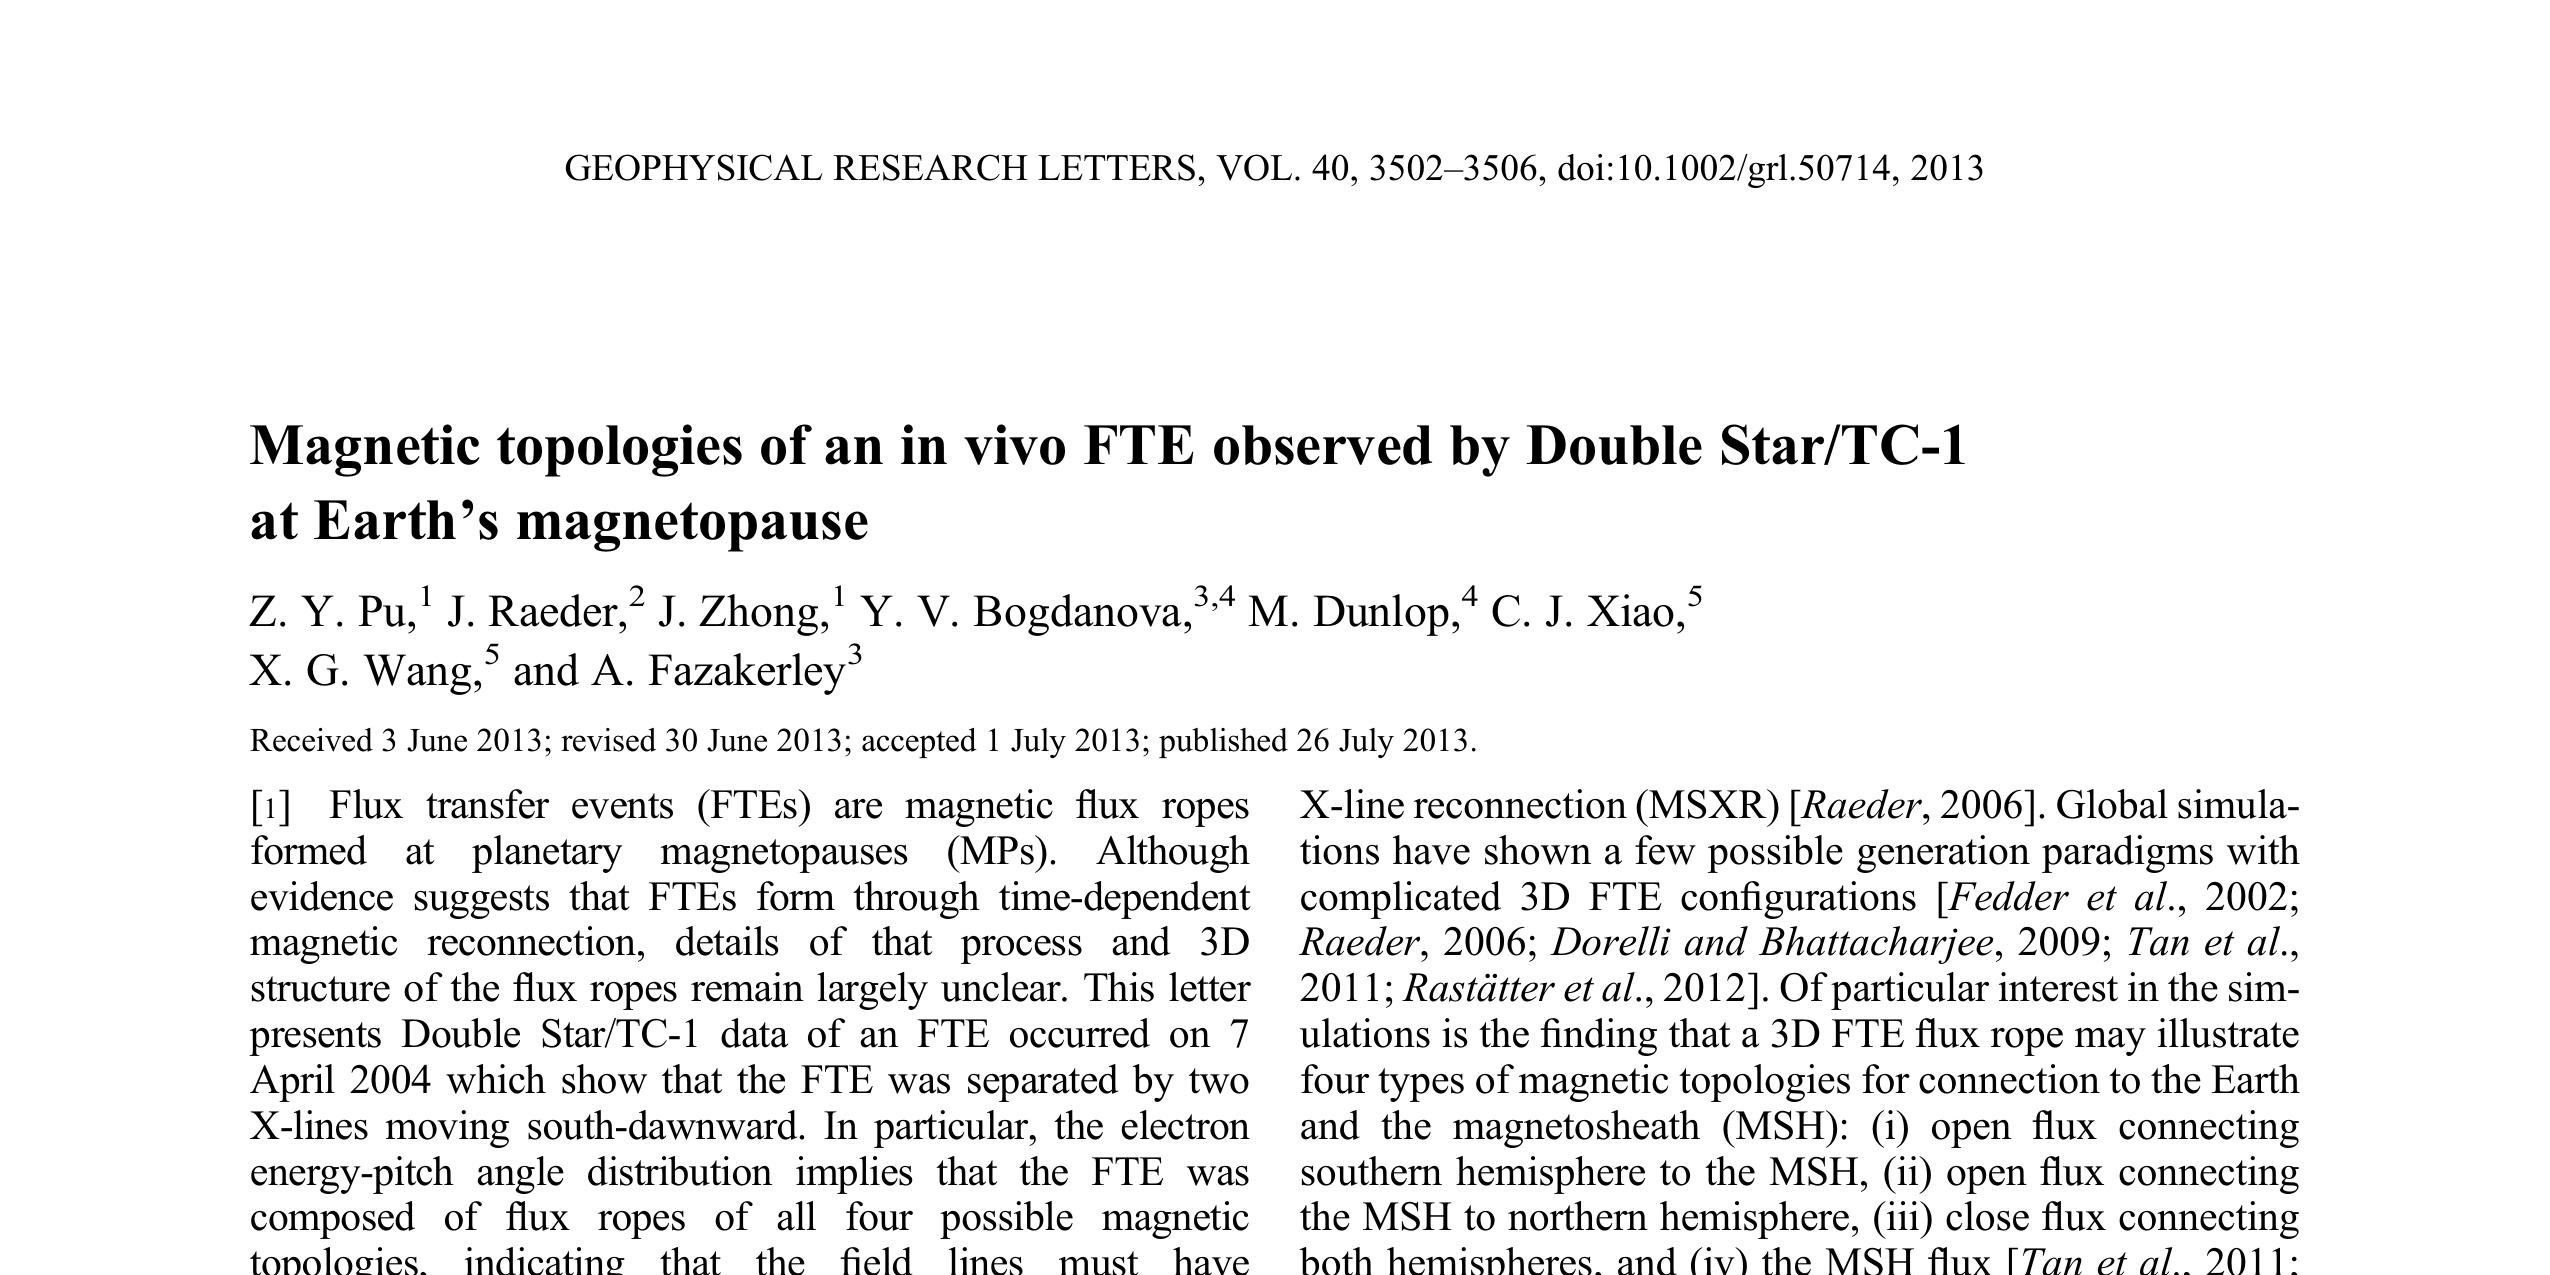 GEOPHYSICAL RESEARCH LETTERS, VOL. 40, 3502–3506, doi:10.1002/grl.50714, 2013
Magnetic topologies of an in vivo FTE observed by Double Star/TC-1
at Earth’s magnetopause
Z. Y. Pu,1 J. Raeder,2 J. Zhong,1 Y. V. Bogdanova,3,4 M. Dunlop,4 C. J. Xiao,5
X. G. Wang,5 and A. Fazakerley3
Received 3 June 2013; revised 30 June 2013; accepted 1 July 2013; published 26 July 2013.
[1] Flux transfer events (FTEs) are magnetic flux ropes
formed at planetary magnetopauses (MPs). Although
evidence suggests that FTEs form through time-dependent
magnetic reconnection, details of that process and 3D
structure of the flux ropes remain largely unclear. This letter
presents Double Star/TC-1 data of an FTE occurred on 7
April 2004 which show that the FTE was separated by two
X-lines moving south-dawnward. In particular, the electron
energy-pitch angle distribution implies that the FTE was
composed of flux ropes of all four possible magnetic
topologies, indicating that the field lines must have
X-line reconnection (MSXR) [Raeder, 2006]. Global simula-
tions have shown a few possible generation paradigms with
complicated 3D FTE configurations [Fedder et al., 2002;
Raeder, 2006; Dorelli and Bhattacharjee, 2009; Tan et al.,
2011; Rastätter et al., 2012]. Of particular interest in the sim-
ulations is the finding that a 3D FTE flux rope may illustrate
four types of magnetic topologies for connection to the Earth
and the magnetosheath (MSH): (i) open flux connecting
southern hemisphere to the MSH, (ii) open flux connecting
the MSH to northern hemisphere, (iii) close flux connecting
both hemispheres, and (iv) the MSH flux [Tan et al., 2011;